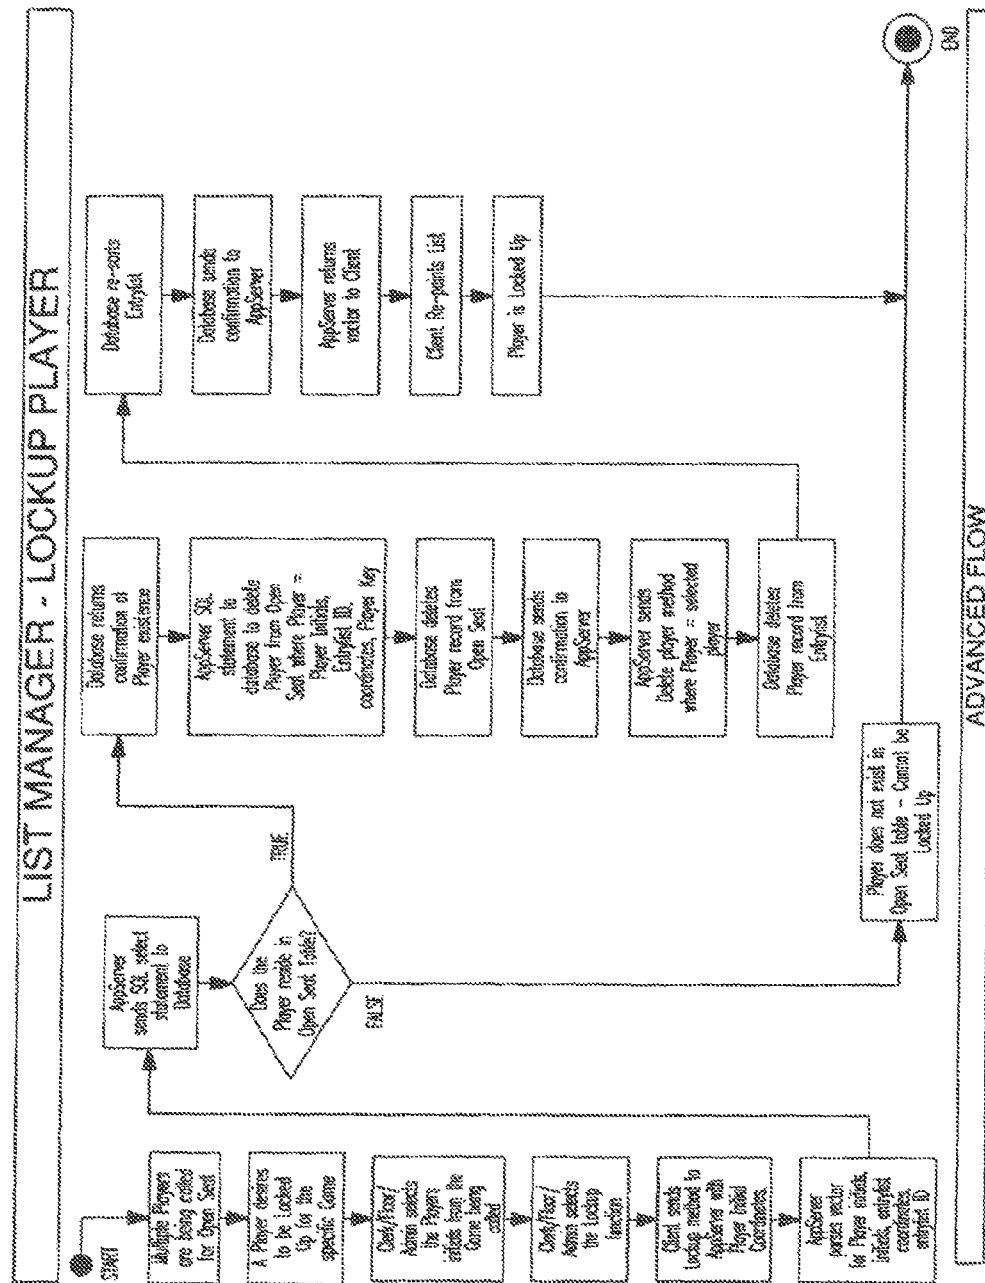 LIST MANAGER - LOCKUP PLAYER
START
Multiple Players
are being called
for Open Seat
A Player desires
to be Locked
Up for the
specific Game
Clerk/Floor/
Admin selects
the Players
initials from the
Game being
called
Clerk/Floor/
Admin selects
the Lockup
function
Client sends
Lockup method to
AppServer with
Player Initial
Coordinates.
AppServer
parses vector
for Player initials,
initials, entrylist
coordinates,
entrylist ID
AppServer
sends SQL select
statement to
Database
Does the
Player reside in
Open Seat Table?
TRUE
FALSE
Database returns
confirmation of
Player existence
AppServer SQL
statement to
database to delete
Player from Open
Seat where Player =
Player Initials,
Entrylist ID,
coordinates, Player Key
Database deletes
Player record from
Open Seat
Database sends
confirmation to
AppServer
AppServer sends
Delete player method
where Player = selected
player
Database deletes
Player record from
Entrylist
Database re-sorts
Entrylist
Database sends
confirmation to
AppServer
AppServer returns
vector to Client
Client Re-paints List
Player is Locked Up
Player does not exist in
Open Seat table - Cannot be
Locked Up
END
ADVANCED FLOW